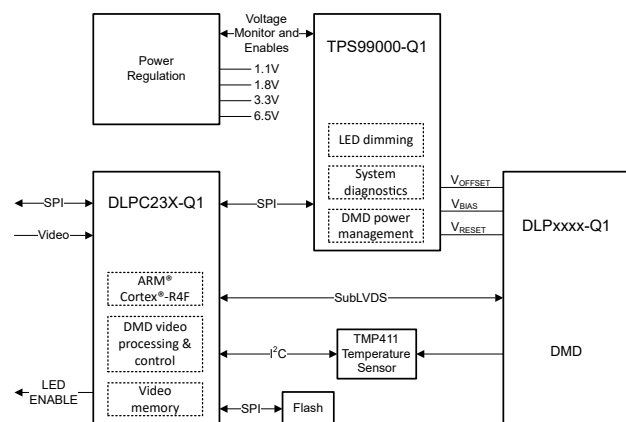 Voltage
Monitor and
Enables
Power
Regulation
1.1V
1.8V
3.3V
6.5V
TPS99000-Q1
LED dimming
System
diagnostics
DMD power
management
VOFFSET
VBIAS
VRESET
SPI
Video
LED
ENABLE
DLPC23X-Q1
ARM®
Cortex®-R4F
DMD video
processing &
control
Video
memory
SPI
SubLVDS
I²C
TMP411
Temperature
Sensor
SPI
Flash
DLPxxxx-Q1
DMD